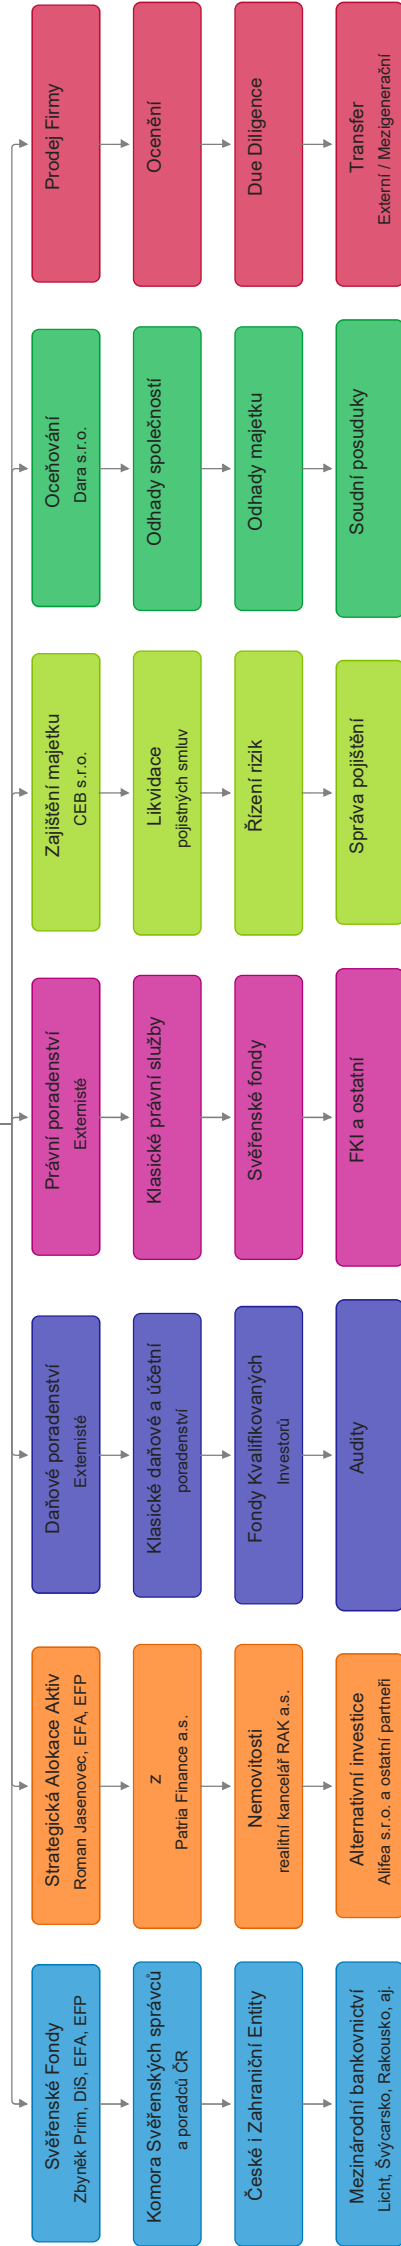 Svěřenské Fondy
Zbyněk Prim, DiS, EFA, EFP
Komora Svěřenských správců
a poradců ČR
České i Zahraniční Entity
Mezinárodní bankovnictví
Licht, Švýcarsko, Rakousko, aj.
Strategická Alokace Aktiv
Roman Jasenovec, EFA, EFP
z
Patria Finance a.s.
Nemovitosti
realitní kancelář RAK a.s.
Alternativní investice
Alifea s.r.o. a ostatní partneři
Daňové poradenství
Externisté
Klasické daňové a účetní
poradenství
Fondy Kvalifikovaných
Investorů
Audity
Právní poradenství
Externisté
Klasické právní služby
Svěřenské fondy
FKI a ostatní
Zajištění majetku
CEB s.r.o.
Likvidace
pojistných smluv
Řízení rizik
Správa pojištění
Oceňování
Dara s.r.o.
Odhady společností
Odhady majetku
Soudní posuduky
Prodej Firmy
Ocenění
Due Diligence
Transfer
Externí / Mezigenerační